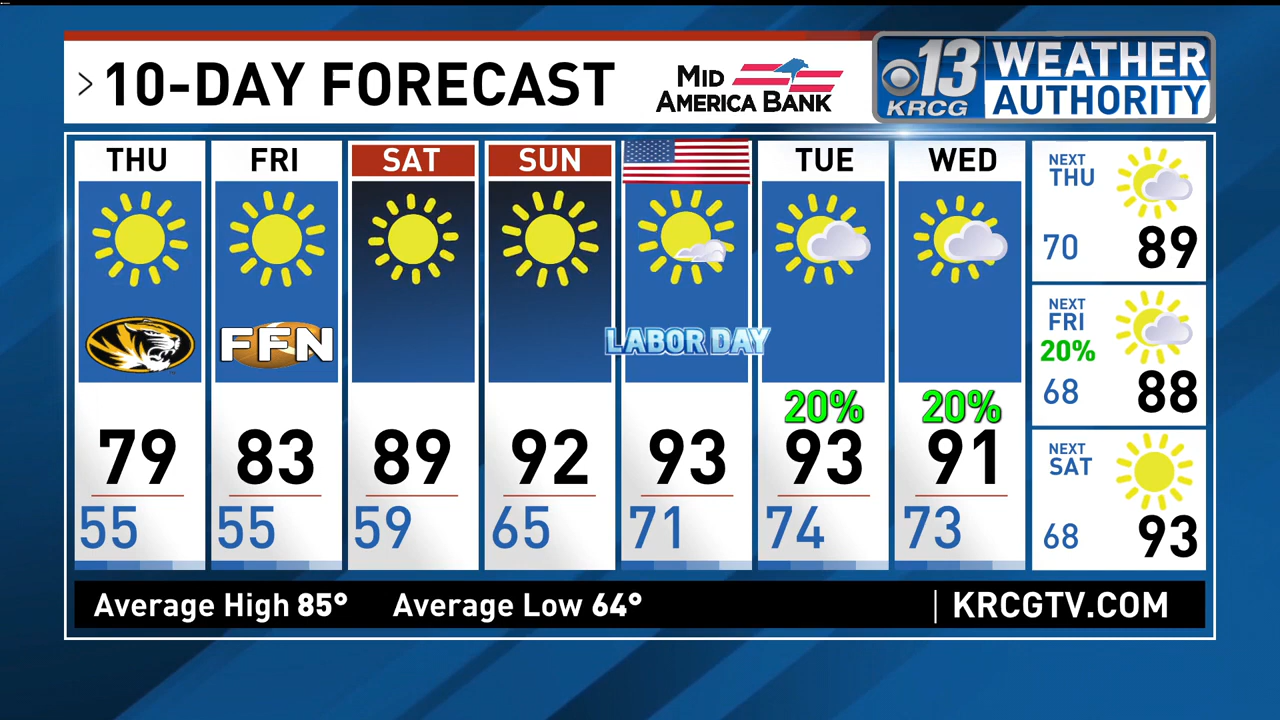 > 10-DAY FORECAST
MID
AMERICA BANK
13
KRCG
WEATHER
AUTHORITY
THU
79
55
FRI
FFN
83
55
SAT
89
59
SUN
92
65
LABOR DAY
93
71
TUE
20%
93
74
WED
20%
91
73
NEXT
THU
70
89
NEXT
FRI
20%
68
88
NEXT
SAT
68
93
Average High 85° Average Low 64° | KRCGTV.COM